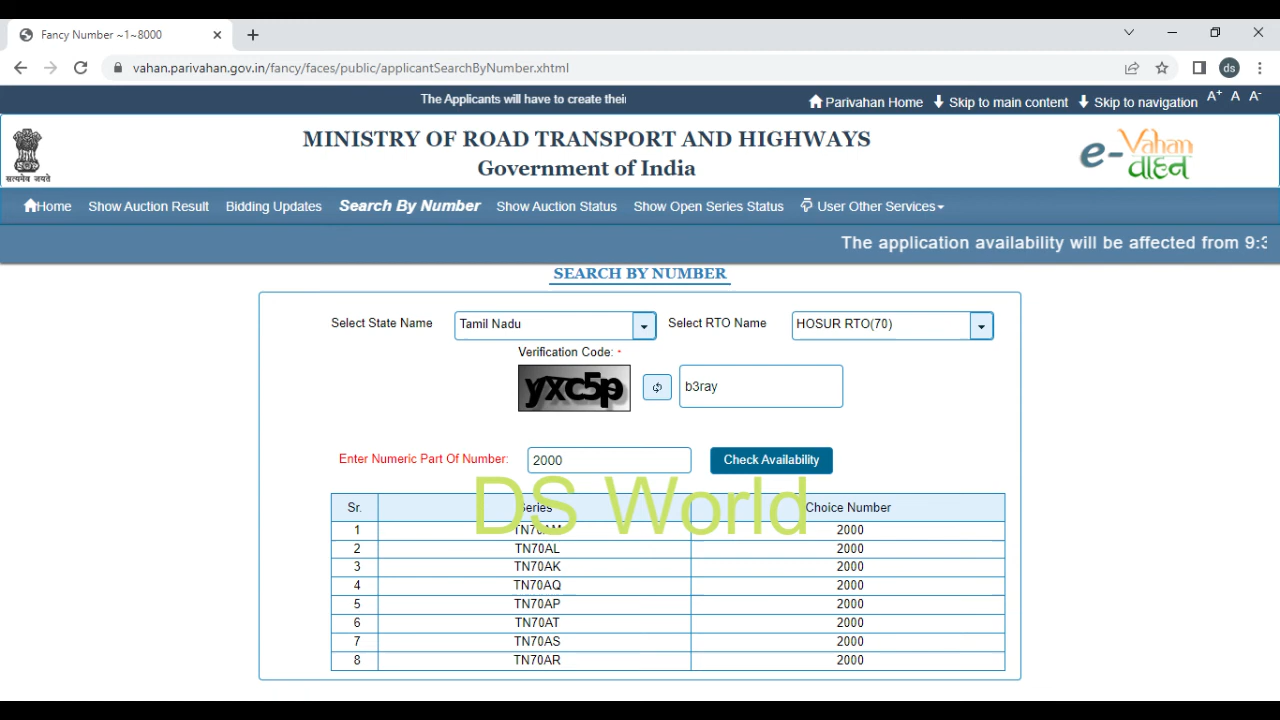 Fancy Number ~1~8000
vahan.parivahan.gov.in/fancy/faces/public/applicantSearchByNumber.xhtml
ds
The Applicants will have to create their
Parivahan Home Skip to main content Skip to navigation A+ A A-
MINISTRY OF ROAD TRANSPORT AND HIGHWAYS
Government of India
सत्यमेव जयते
e-Vahan
वाहन
Home Show Auction Result Bidding Updates Search By Number Show Auction Status Show Open Series Status User Other Services
The application availability will be affected from 9:3
SEARCH BY NUMBER
Select State Name Tamil Nadu Select RTO Name HOSUR RTO(70)
Verification Code: *
yxc5p b3ray
Enter Numeric Part Of Number: 2000 Check Availability
DS World
Sr. Series Choice Number
1 TN70AM 2000
2 TN70AL 2000
3 TN70AK 2000
4 TN70AQ 2000
5 TN70AP 2000
6 TN70AT 2000
7 TN70AS 2000
8 TN70AR 2000